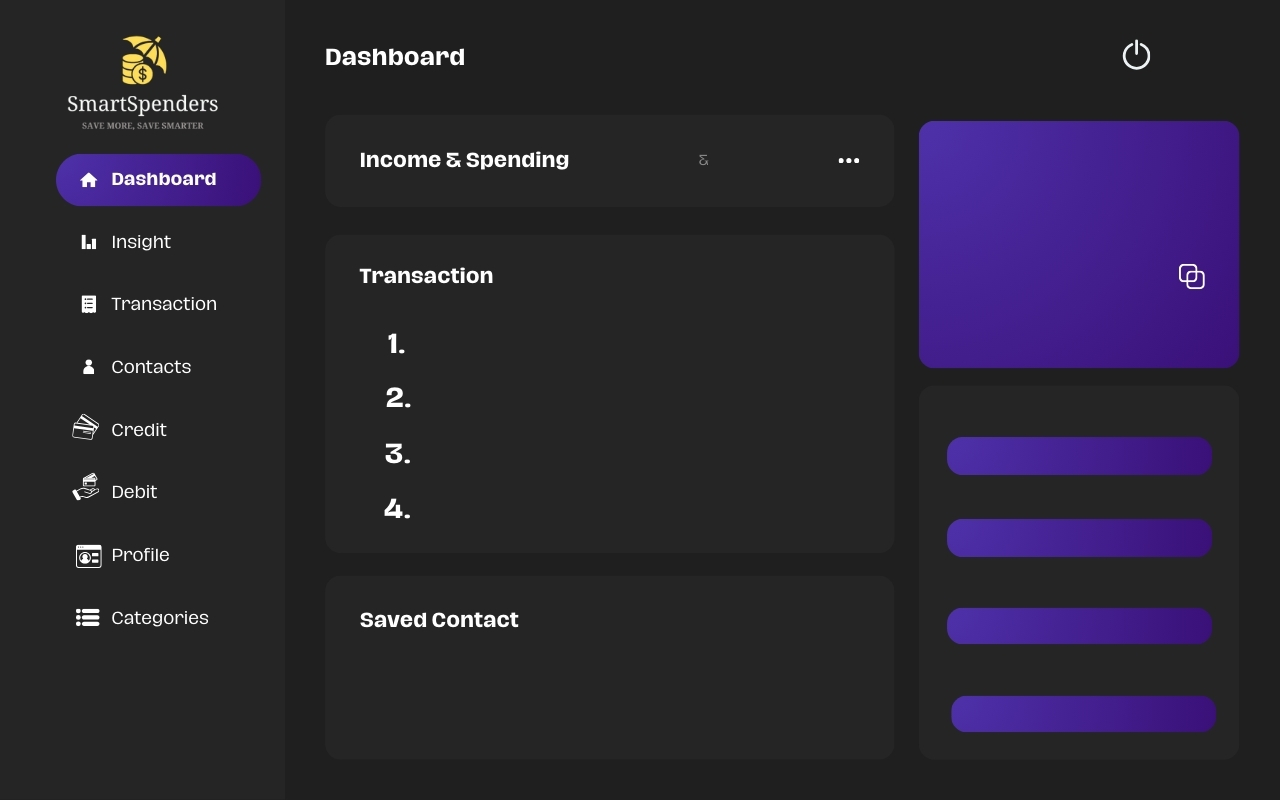 SmartSpenders
SAVE MORE, SAVE SMARTER
Dashboard
Insight
Transaction
Contacts
Credit
Debit
Profile
Categories
Dashboard
Income & Spending
&
Transaction
1.
2.
3.
4.
Saved Contact